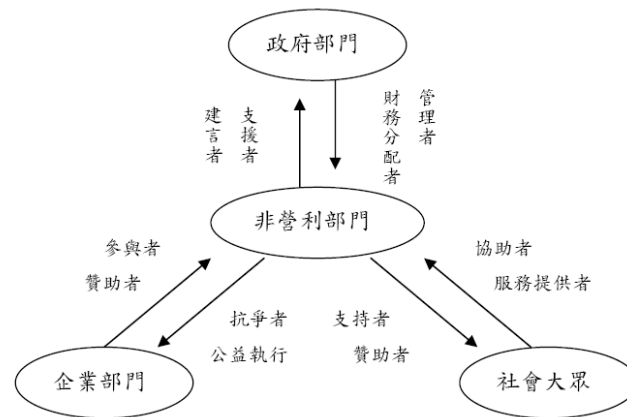 政府部門
建言者
支援者
財務分配者
管理者
非營利部門
參與者
贊助者
協助者
服務提供者
抗爭者
公益執行
支持者
贊助者
企業部門
社會大眾